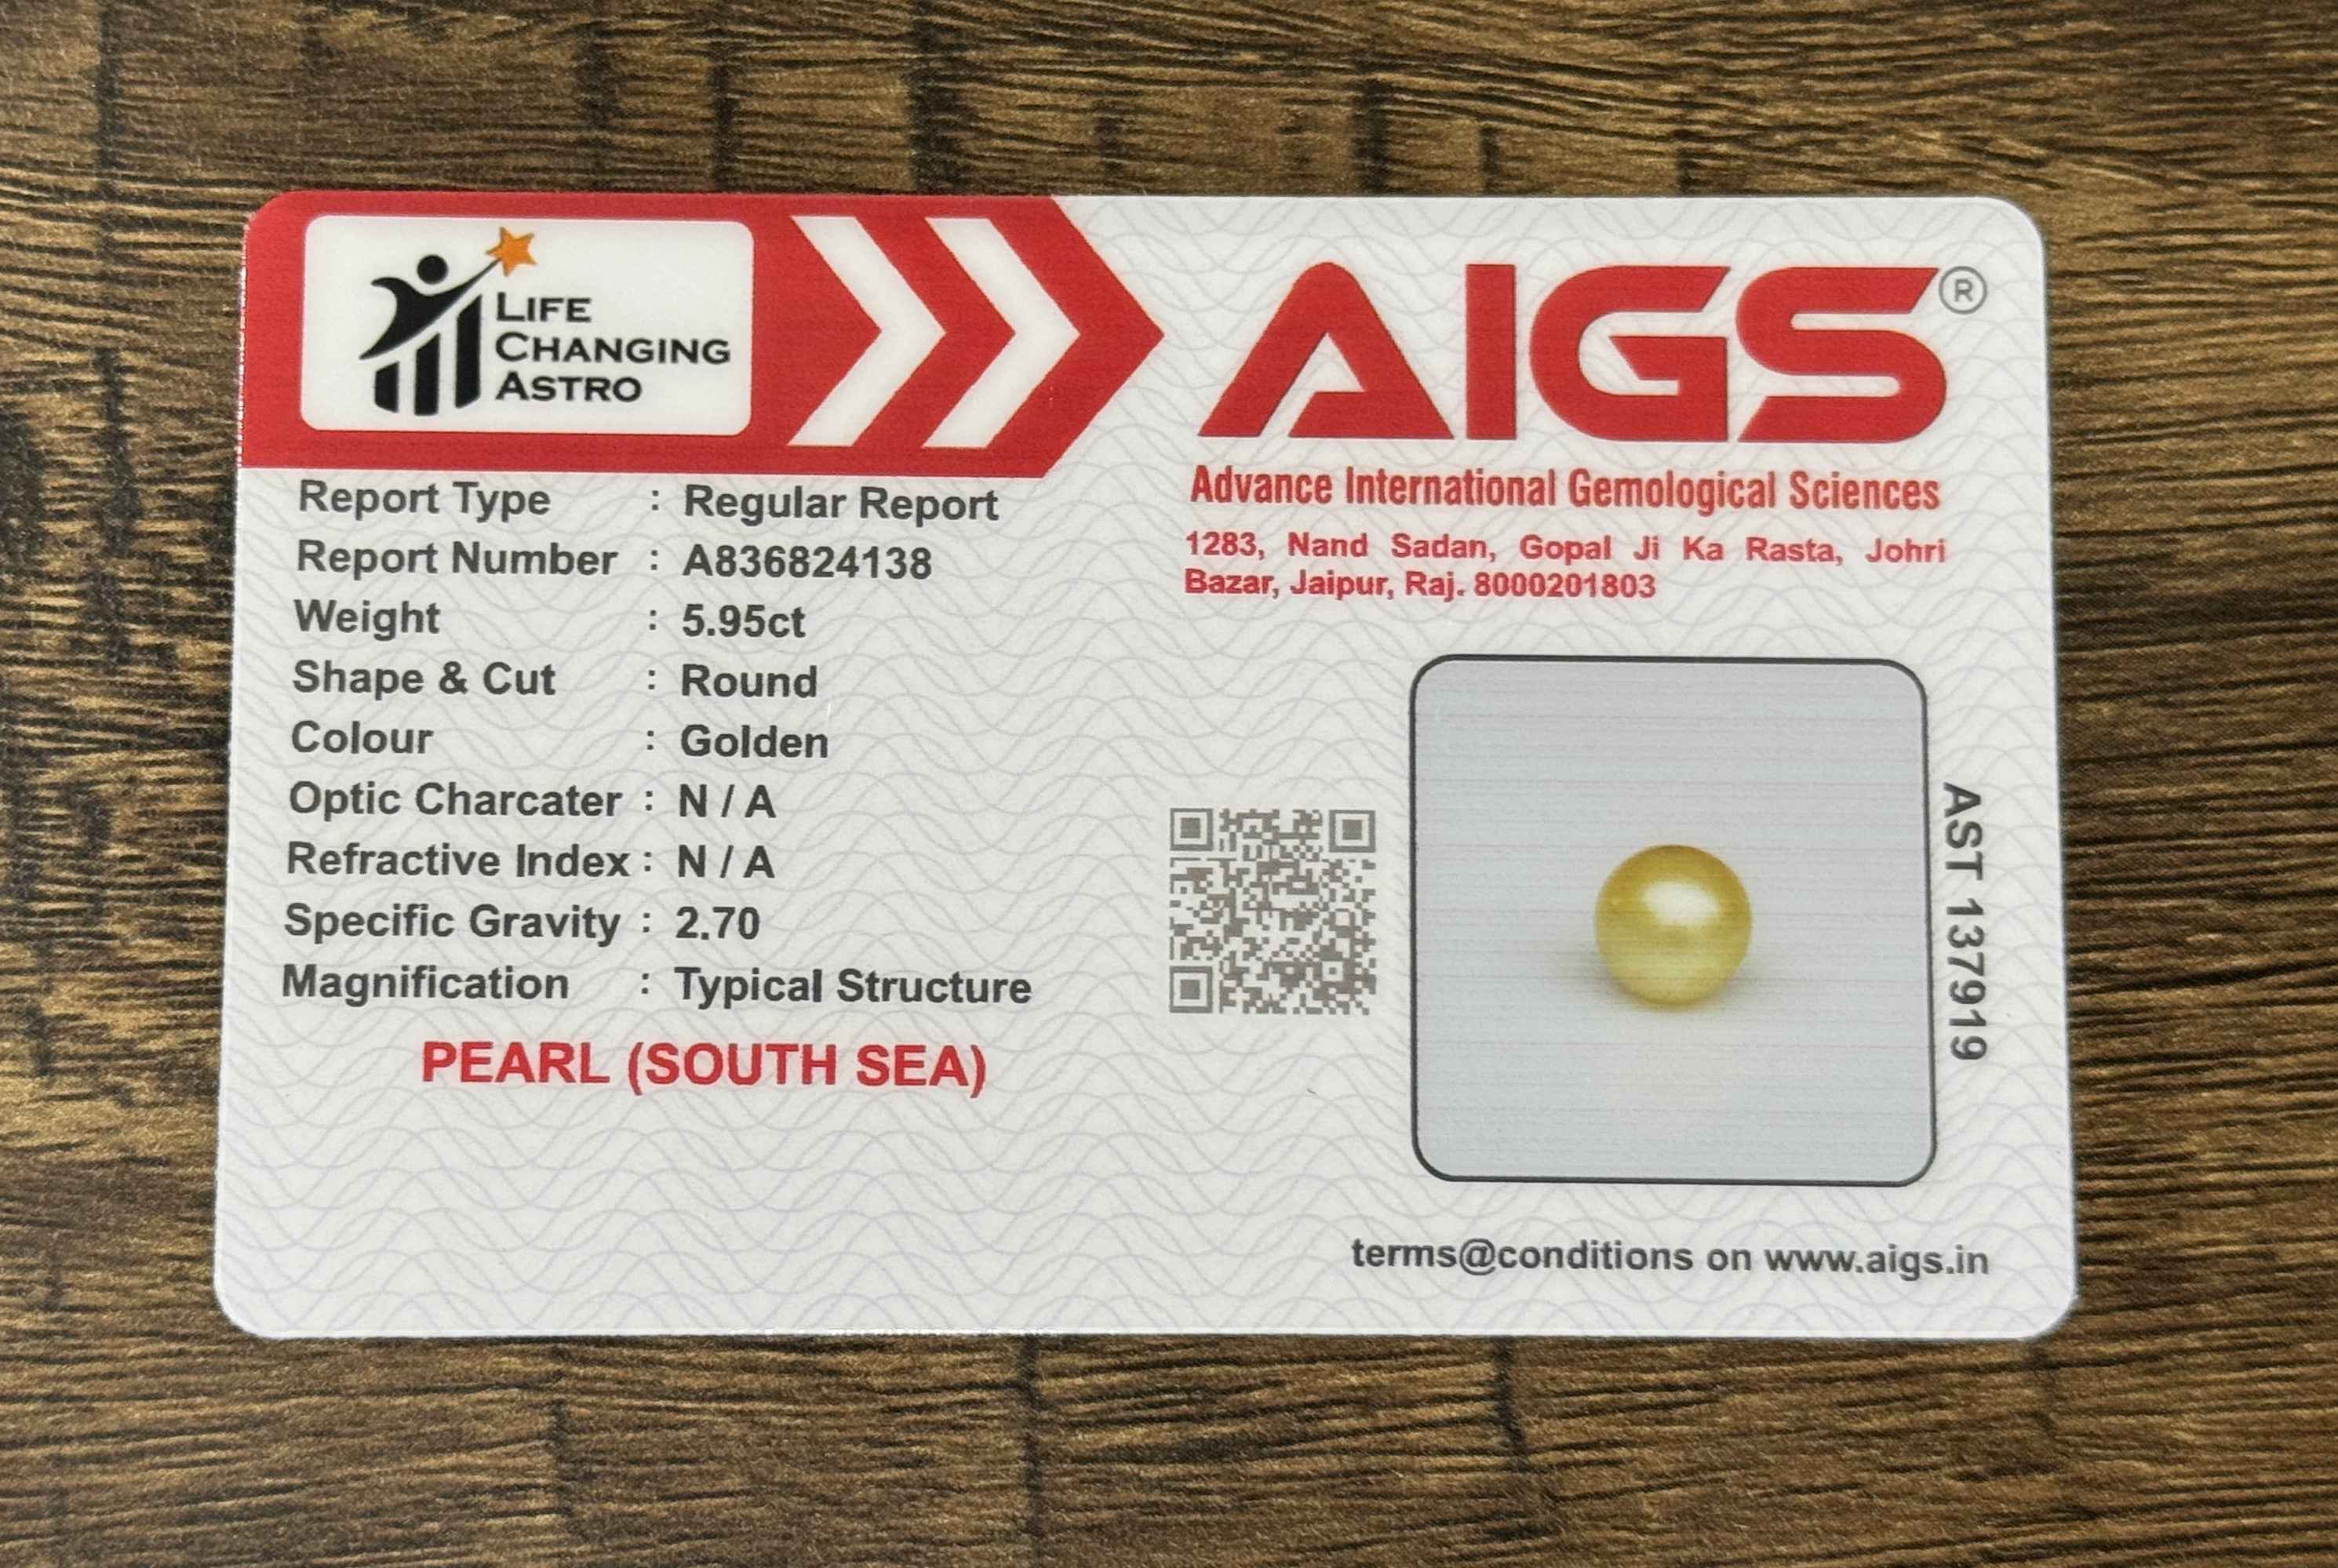 LIFE
CHANGING
ASTRO
AIGS®
Advance International Gemological Sciences
1283, Nand Sadan, Gopal Ji Ka Rasta, Johri
Bazar, Jaipur, Raj. 8000201803
Report Type : Regular Report
Report Number : A836824138
Weight : 5.95ct
Shape & Cut : Round
Colour : Golden
Optic Charcater : N / A
Refractive Index : N / A
Specific Gravity : 2.70
Magnification : Typical Structure
PEARL (SOUTH SEA)
AST 137919
terms@conditions on www.aigs.in